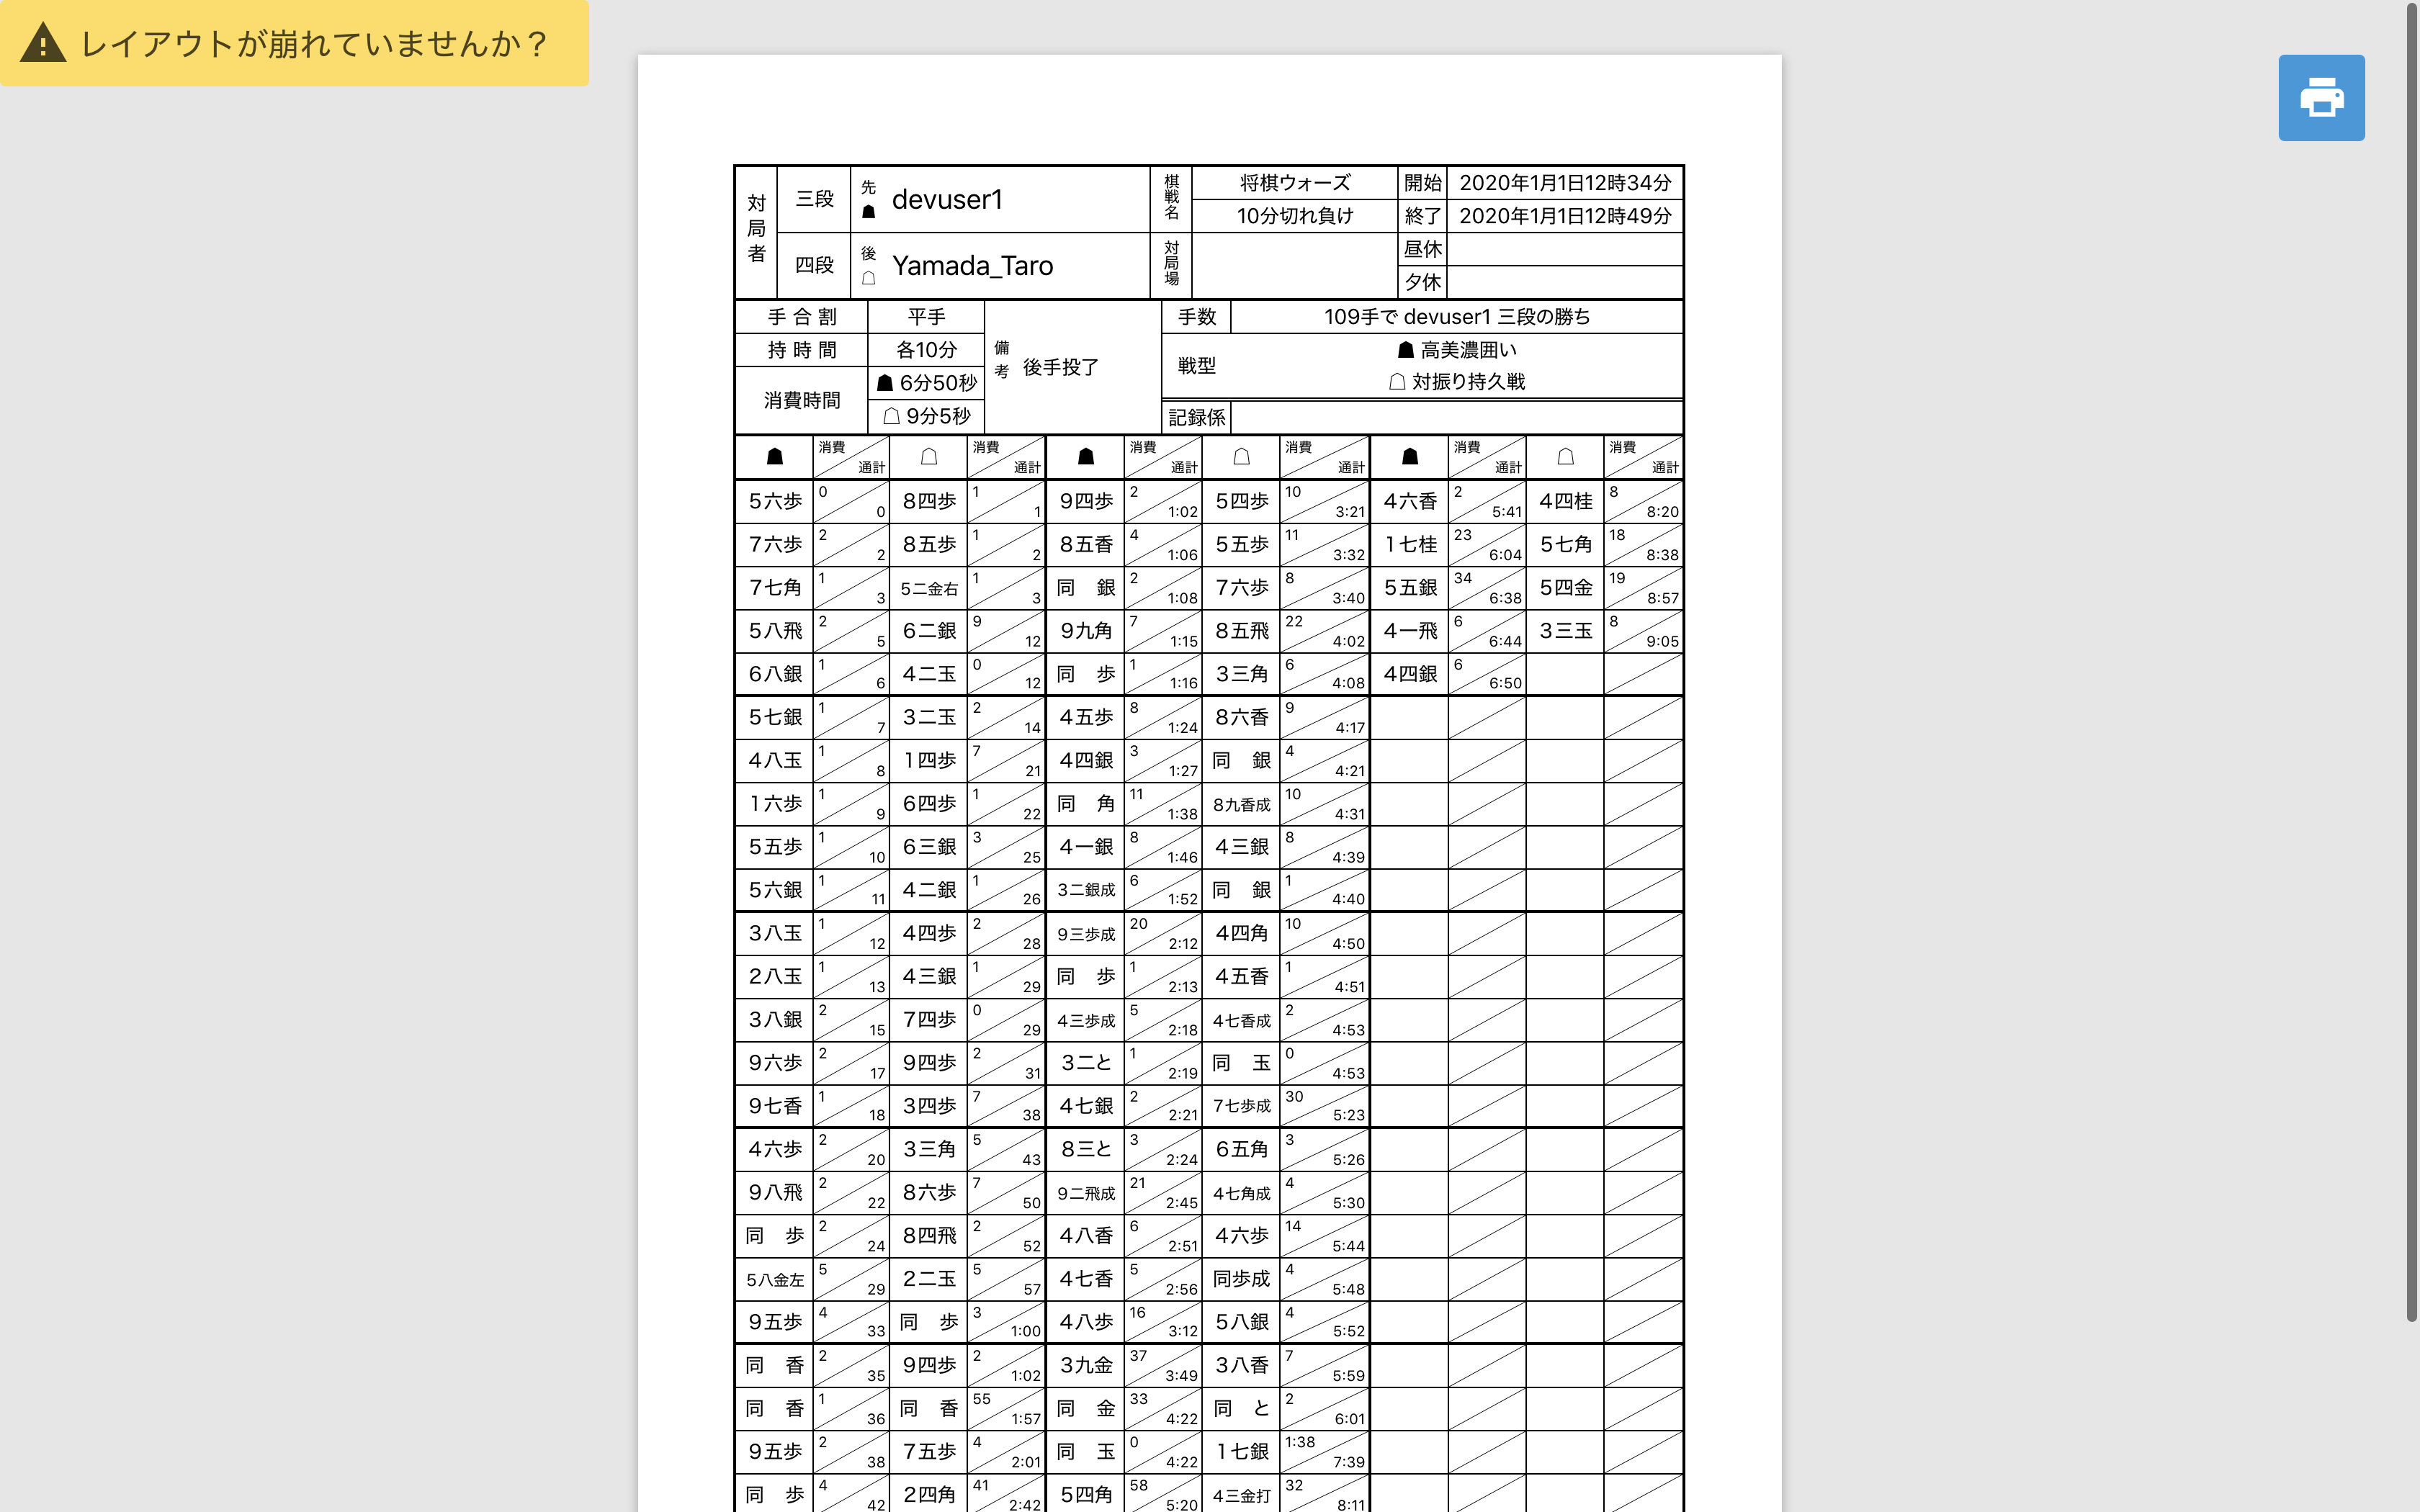 レイアウトが崩れていませんか？
対局者 三段 先 ☗ devuser1 棋戦名 将棋ウォーズ 開始 2020年1月1日12時34分
10分切れ負け 終了 2020年1月1日12時49分
四段 後 ☖ Yamada_Taro 対局場 昼休
夕休
手合割 平手 備考 後手投了 手数 109手で devuser1 三段の勝ち
持時間 各10分 戦型 ☗ 高美濃囲い
消費時間 ☗ 6分50秒 ☖ 対振り持久戦
☖ 9分5秒 記録係
☗ 消費 通計 ☖ 消費 通計 ☗ 消費 通計 ☖ 消費 通計 ☗ 消費 通計 ☖ 消費 通計
5六歩 0 0 8四歩 1 1 9四歩 2 1:02 5四歩 10 3:21 4六香 2 5:41 4四桂 8 8:20
7六歩 2 2 8五歩 1 2 8五香 4 1:06 5五歩 11 3:32 1七桂 23 6:04 5七角 18 8:38
7七角 1 3 5二金右 1 3 同　銀 2 1:08 7六歩 8 3:40 5五銀 34 6:38 5四金 19 8:57
5八飛 2 5 6二銀 9 12 9九角 7 1:15 8五飛 22 4:02 4一飛 6 6:44 3三玉 8 9:05
6八銀 1 6 4二玉 0 12 同　歩 1 1:16 3三角 6 4:08 4四銀 6 6:50
5七銀 1 7 3二玉 2 14 4五歩 8 1:24 8六香 9 4:17
4八玉 1 8 1四歩 7 21 4四銀 3 1:27 同　銀 4 4:21
1六歩 1 9 6四歩 1 22 同　角 11 1:38 8九香成 10 4:31
5五歩 1 10 6三銀 3 25 4一銀 8 1:46 4三銀 8 4:39
5六銀 1 11 4二銀 1 26 3二銀成 6 1:52 同　銀 1 4:40
3八玉 1 12 4四歩 2 28 9三歩成 20 2:12 4四角 10 4:50
2八玉 1 13 4三銀 1 29 同　歩 1 2:13 4五香 1 4:51
3八銀 2 15 7四歩 0 29 4三歩成 5 2:18 4七香成 2 4:53
9六歩 2 17 9四歩 2 31 3二と 1 2:19 同　玉 0 4:53
9七香 1 18 3四歩 7 38 4七銀 2 2:21 7七歩成 30 5:23
4六歩 2 20 3三角 5 43 8三と 3 2:24 6五角 3 5:26
9八飛 2 22 8六歩 7 50 9二飛成 21 2:45 4七角成 4 5:30
同　歩 2 24 8四飛 2 52 4八香 6 2:51 4六歩 14 5:44
5八金左 5 29 2二玉 5 57 4七香 5 2:56 同歩成 4 5:48
9五歩 4 33 同　歩 3 1:00 4八歩 16 3:12 5八銀 4 5:52
同　香 2 35 9四歩 2 1:02 3九金 37 3:49 3八香 7 5:59
同　香 1 36 同　香 55 1:57 同　金 33 4:22 同　と 2 6:01
9五歩 2 38 7五歩 4 2:01 同　玉 0 4:22 1七銀 1:38 7:39
同　歩 4 42 2四角 41 2:42 5四角 58 5:20 4三金打 32 8:11